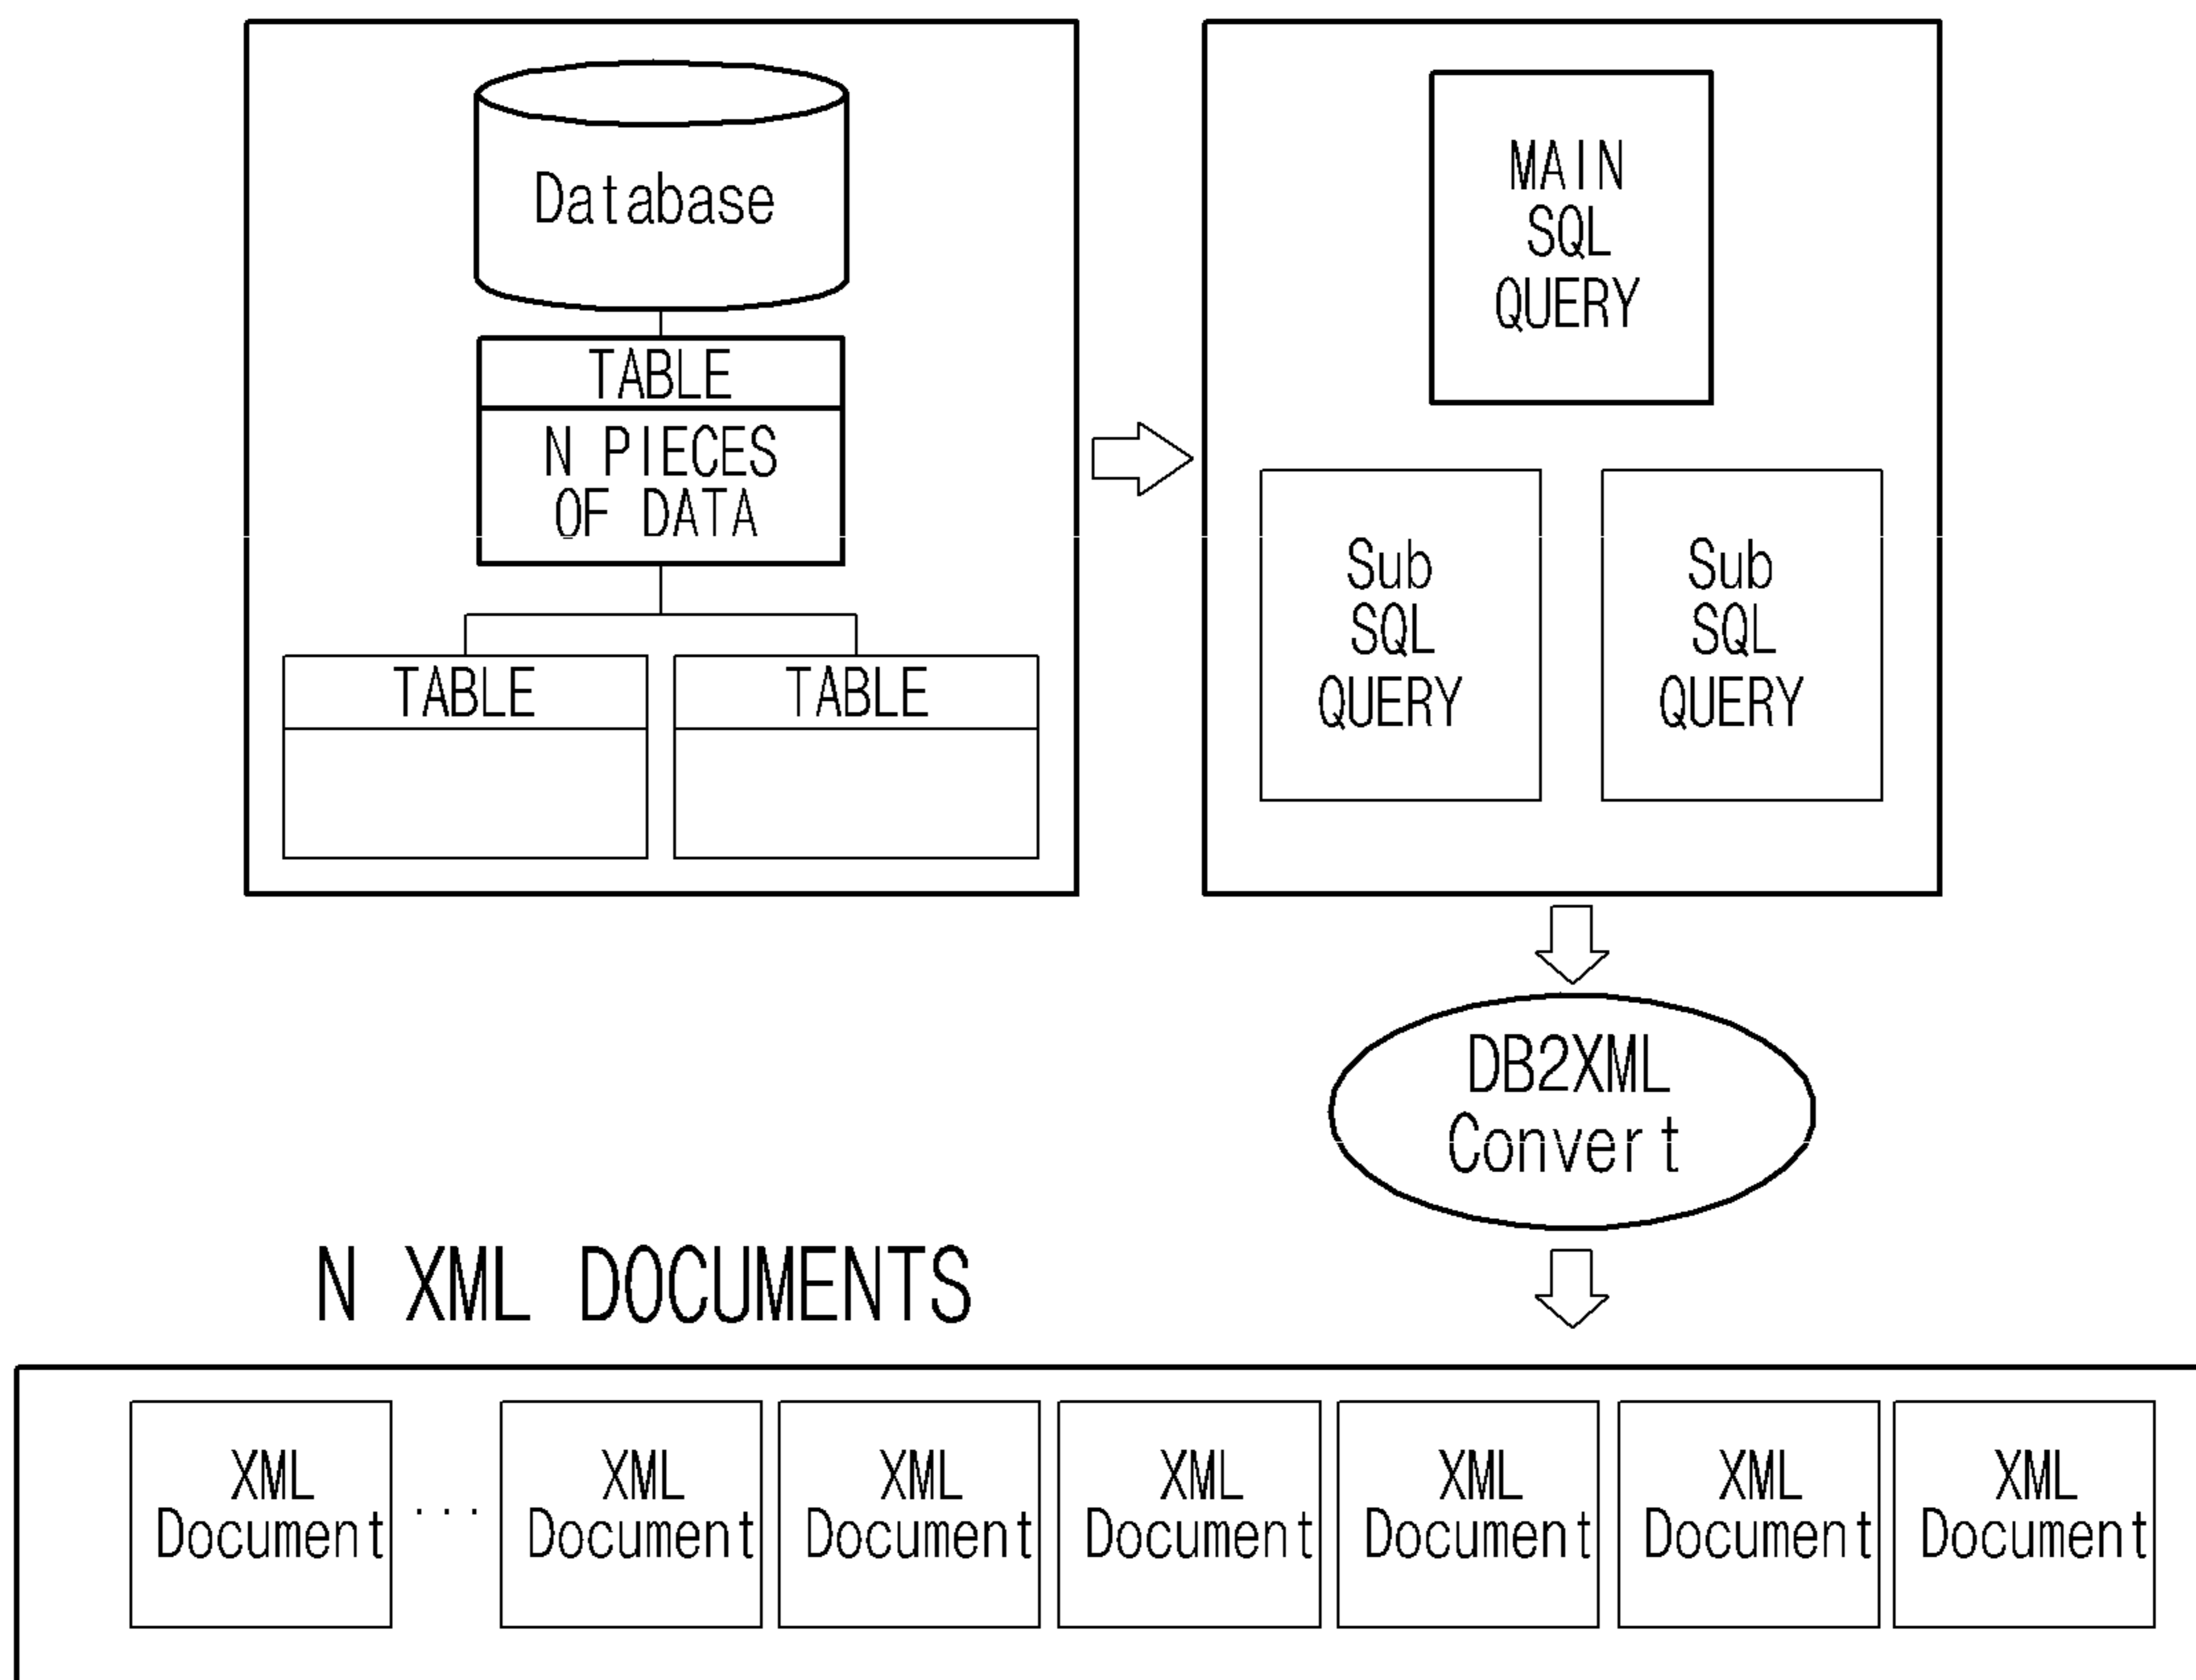 Database
TABLE
N PIECES
OF DATA
TABLE
TABLE
MAIN
SQL
QUERY
Sub
SQL
QUERY
Sub
SQL
QUERY
DB2XML
Convert
N XML DOCUMENTS
XML
Document
...
XML
Document
XML
Document
XML
Document
XML
Document
XML
Document
XML
Document